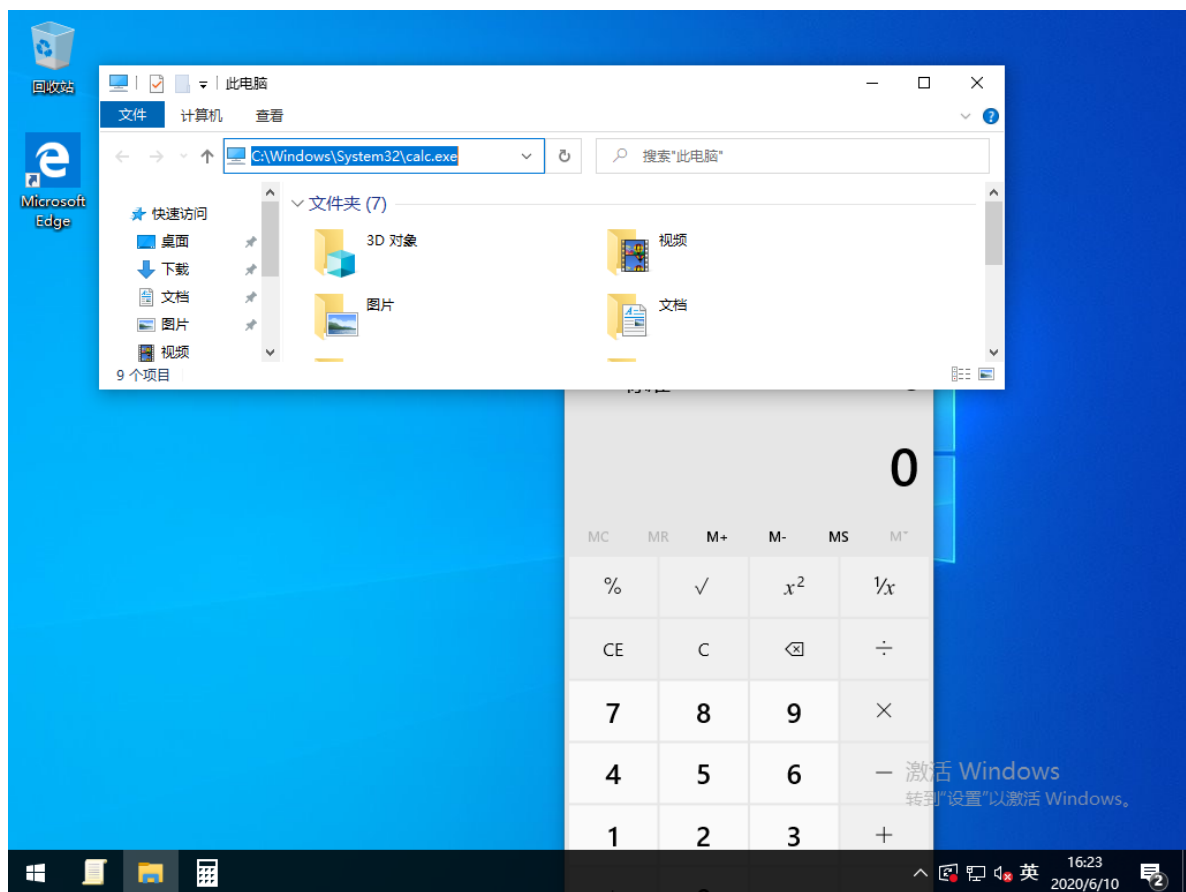 回收站
Microsoft
Edge
此电脑
文件 计算机 查看
C:\Windows\System32\calc.exe
搜索"此电脑"
快速访问
桌面
下载
文档
图片
视频
文件夹 (7)
3D 对象
视频
图片
文档
9 个项目
0
MC MR M+ M- MS M˅
% √ x² ¹/x
CE C ÷
7 8 9 ×
4 5 6 −
1 2 3 +
激活 Windows
转到"设置"以激活 Windows。
英
16:23
2020/6/10
2